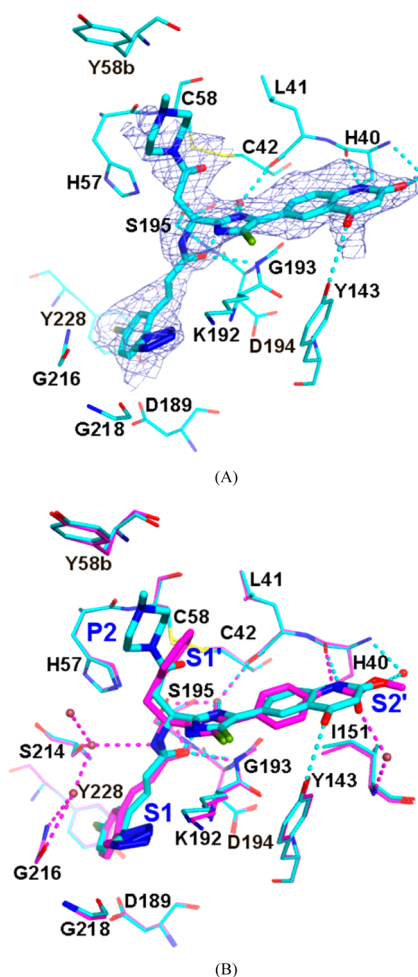 Y58b
C58
L41
C42
H40
H57
S195
G193
Y143
Y228
K192
D194
G216
D189
G218
(A)
Y58b
L41
P2
C58
C42
S1'
H57
H40
S195
S2'
S214
I151
G193
Y228
Y143
S1
K192
D194
G216
D189
G218
(B)